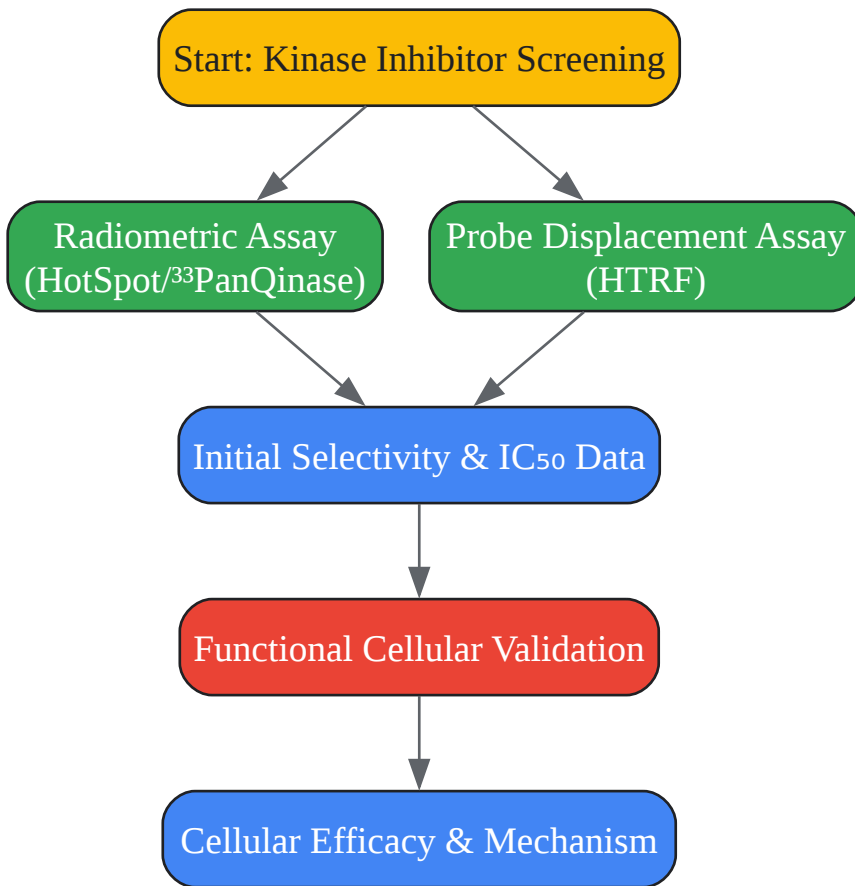 Start: Kinase Inhibitor Screening
Radiometric Assay
(HotSpot/³³PanQinase)
Probe Displacement Assay
(HTRF)
Initial Selectivity & IC₅₀ Data
Functional Cellular Validation
Cellular Efficacy & Mechanism